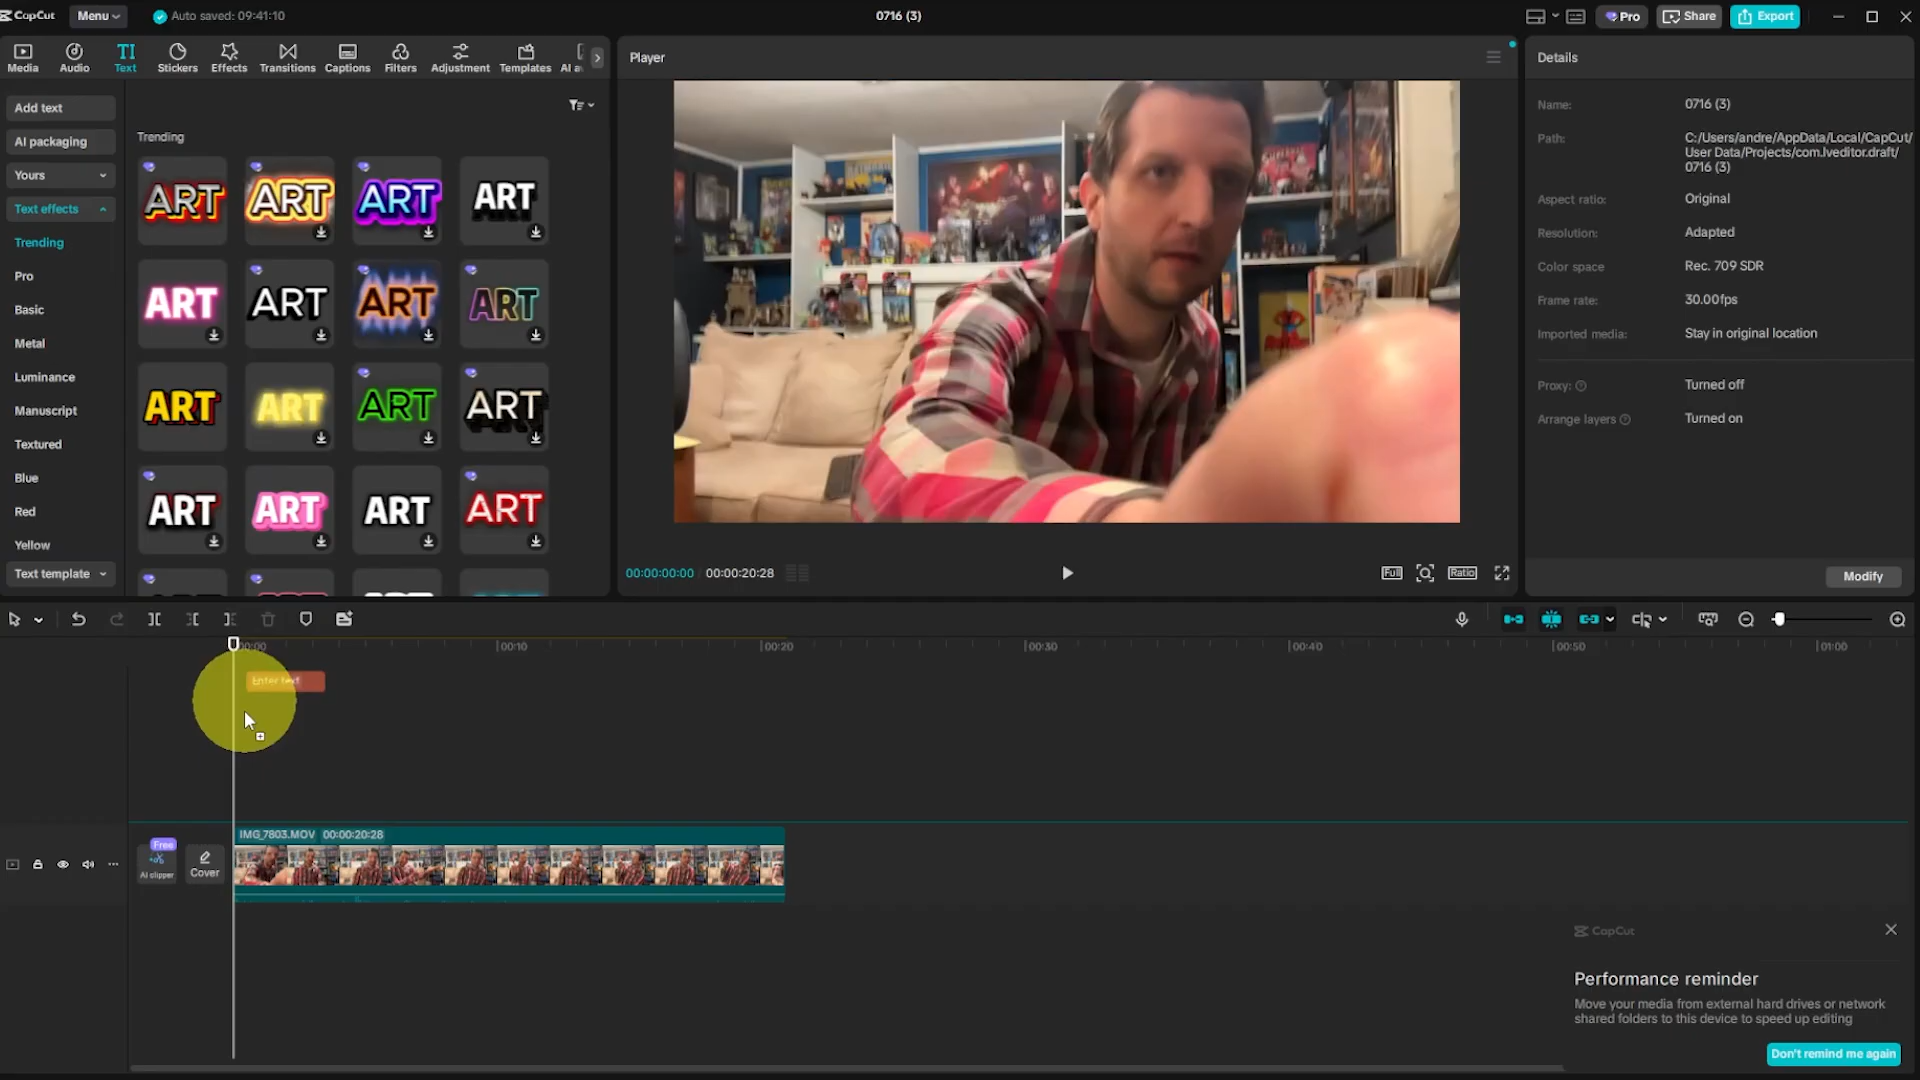 CapCut
Menu
Auto saved: 09:41:10
0716 (3)
Pro
Share
Export
Media
Audio
TI
Text
Stickers
Effects
Transitions
Captions
Filters
Adjustment
Templates
Player
Details
Add text
AI packaging
Yours
Text effects
Trending
Pro
Basic
Metal
Luminance
Manuscript
Textured
Blue
Red
Yellow
Text template
Trending
ART ART ART ART
ART ART ART ART
ART ART ART ART
ART ART ART ART
00:00:00:00 00:00:20:28
Full
Ratio
Name: 0716 (3)
Path: C:/Users/andre/AppData/Local/CapCut/
User Data/Projects/com.lveditor.draft/
0716 (3)
Aspect ratio: Original
Resolution: Adapted
Color space Rec. 709 SDR
Frame rate: 30.00fps
Imported media: Stay in original location
Proxy: Turned off
Arrange layers Turned on
Modify
00:00 00:10 00:20 00:30 00:40 00:50 01:00
Enter text
IMG_7803.MOV 00:00:20:28
Free
AI clipper
Cover
CapCut
Performance reminder
Move your media from external hard drives or network
shared folders to this device to speed up editing
Don't remind me again